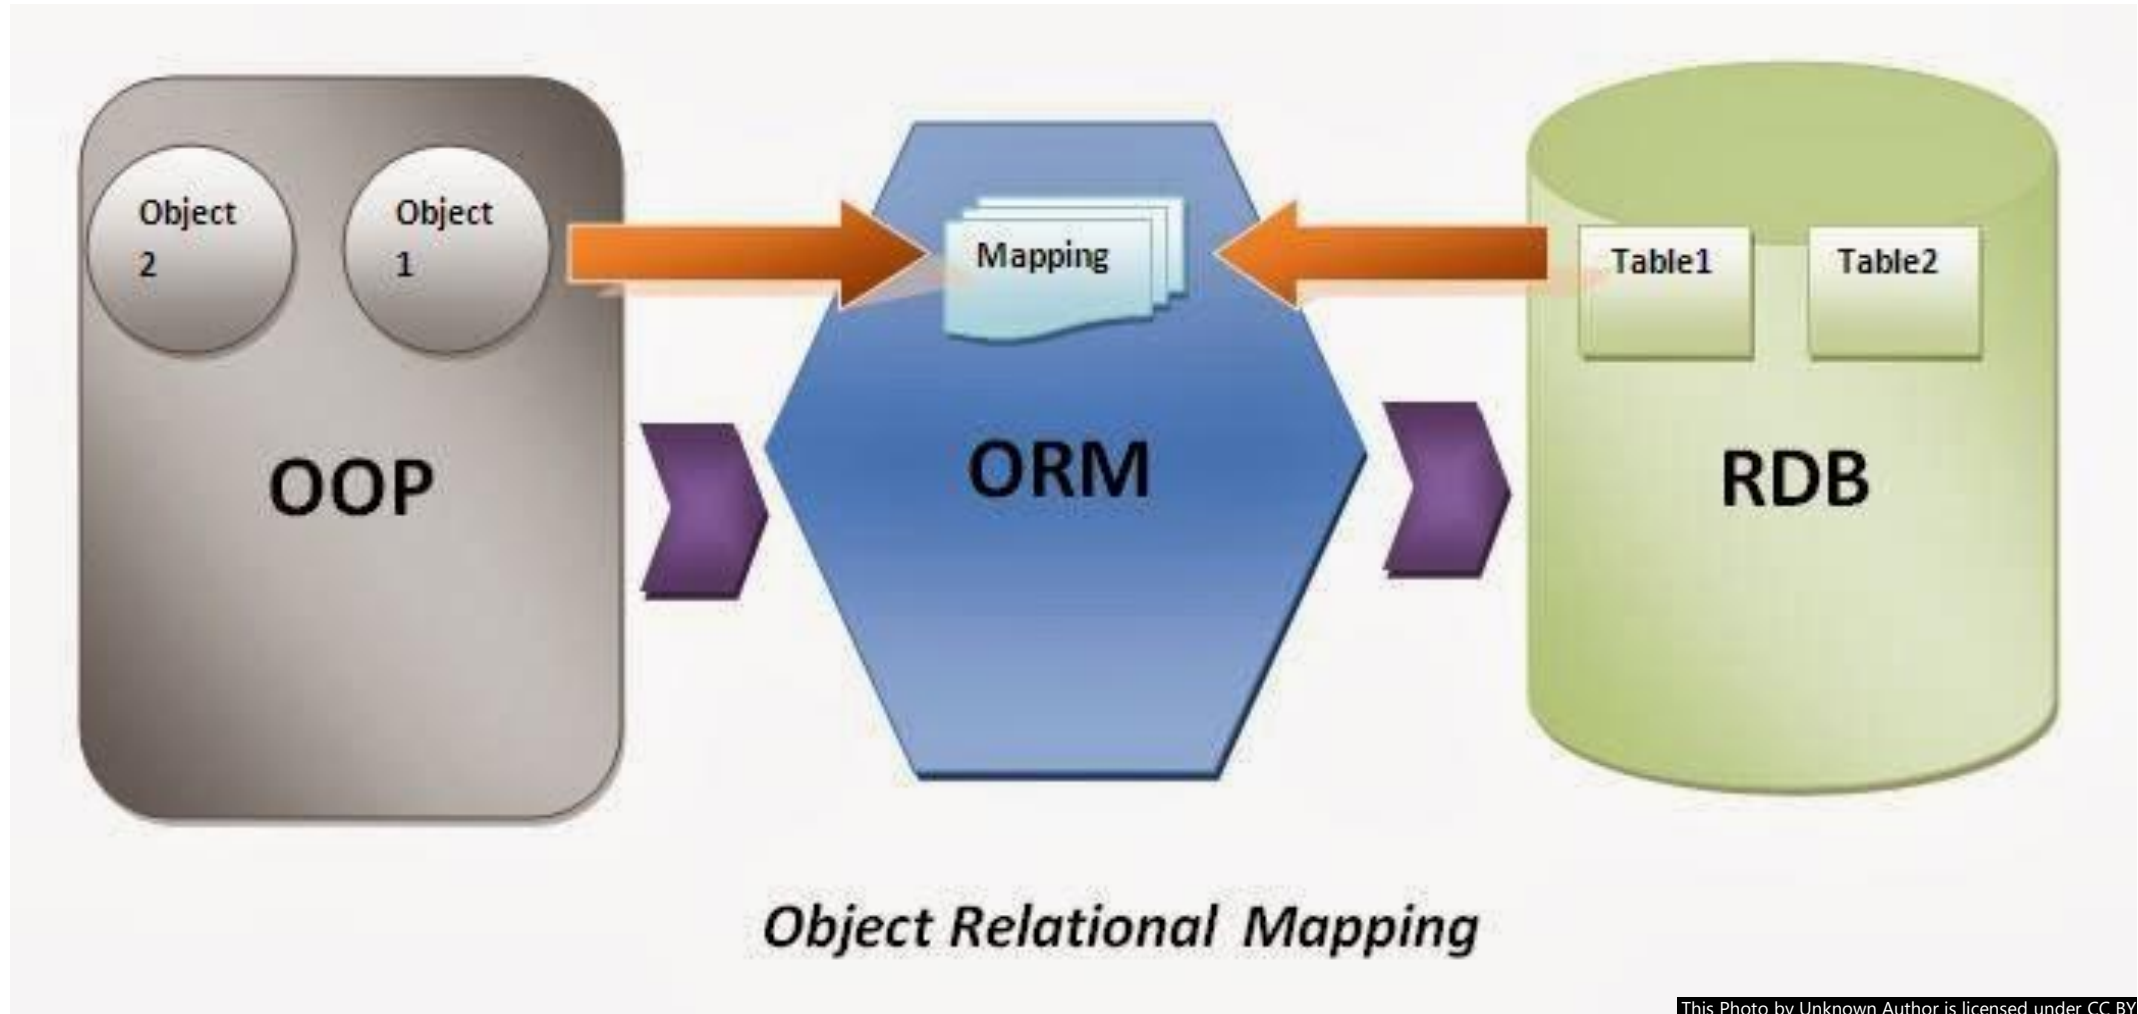 Object
2
Object
1
OOP
Mapping
ORM
Table1
Table2
RDB
Object Relational Mapping
This Photo by Unknown Author is licensed under CC BY